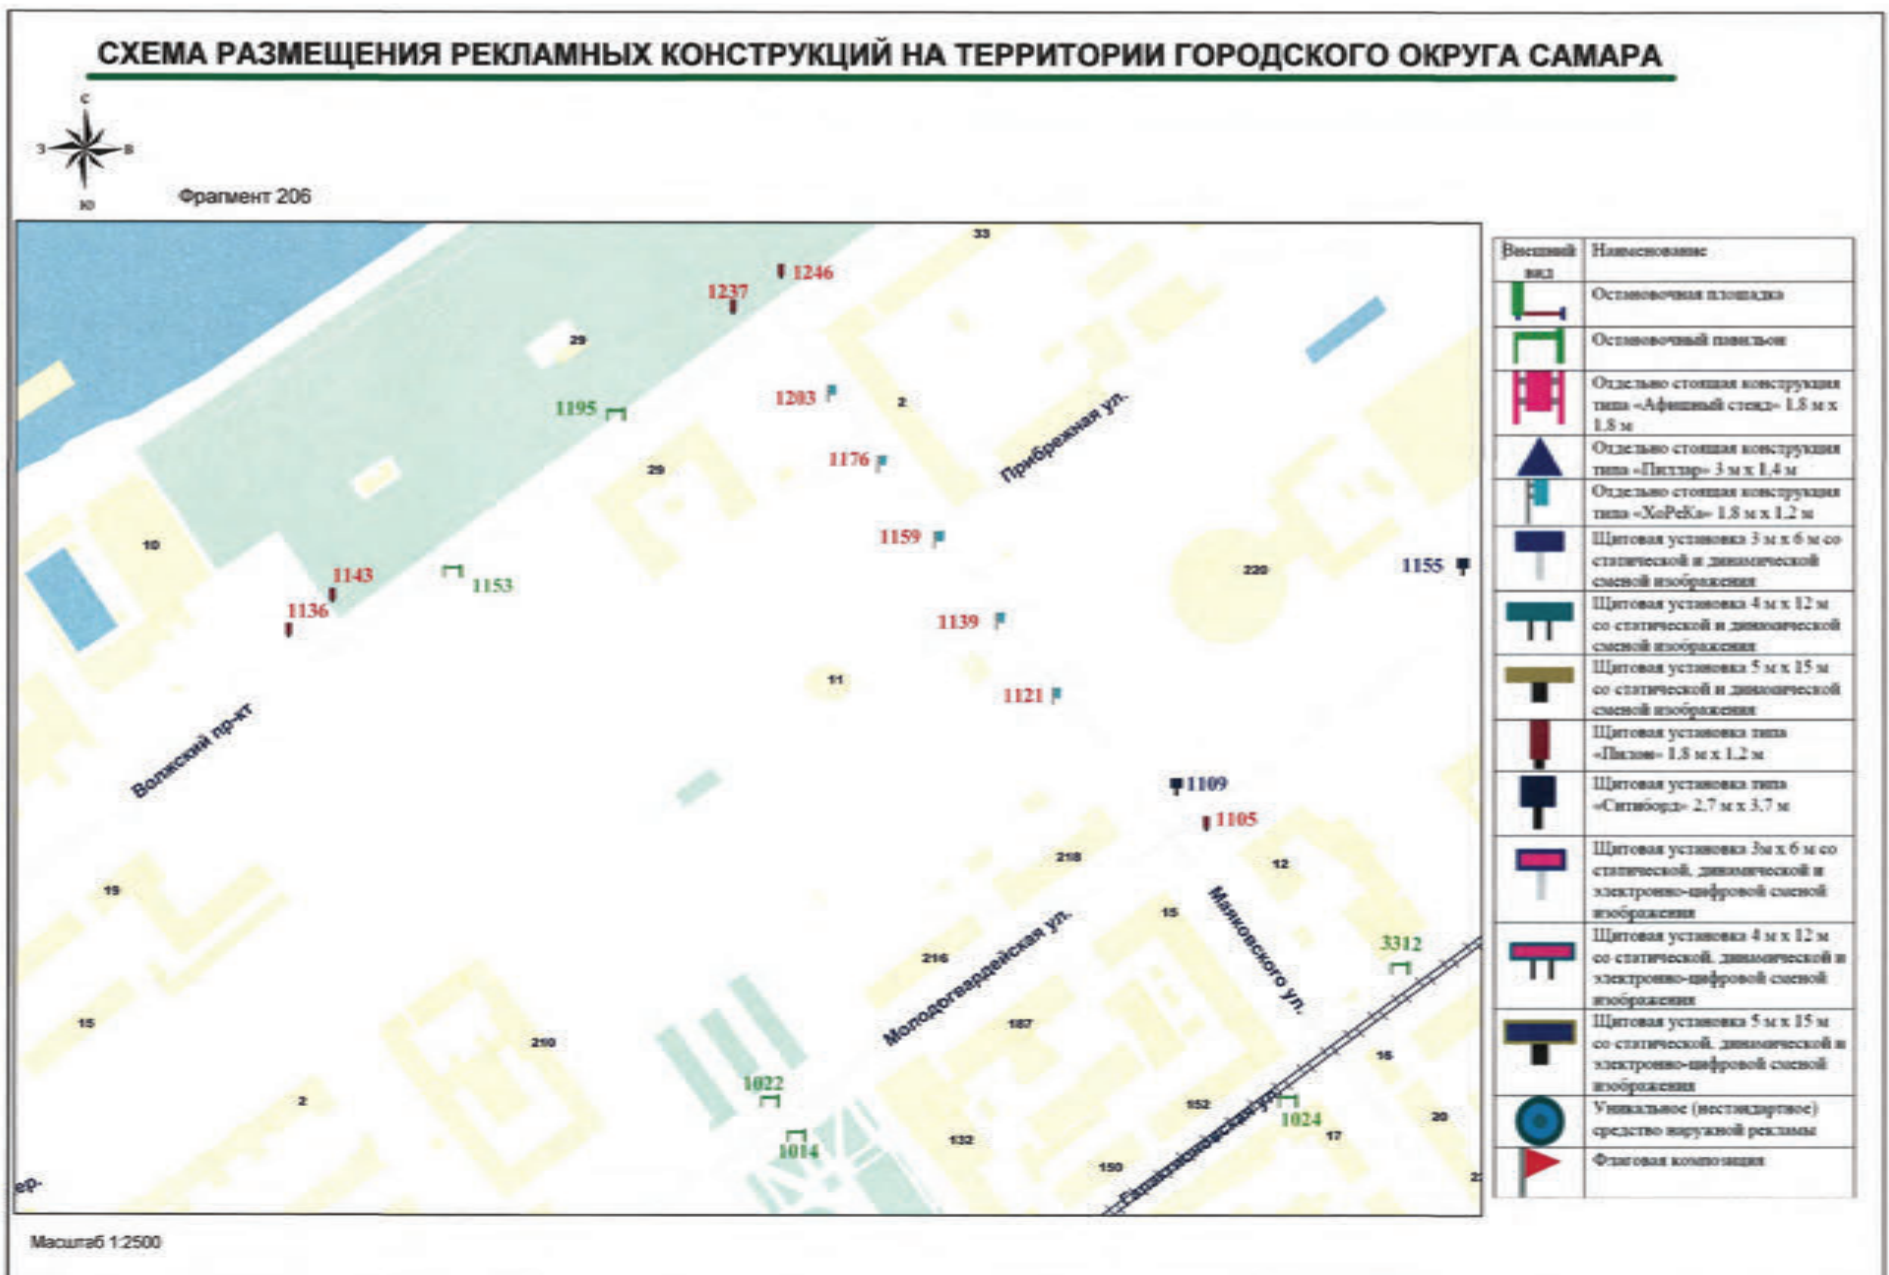 СХЕМА РАЗМЕЩЕНИЯ РЕКЛАМНЫХ КОНСТРУКЦИЙ НА ТЕРРИТОРИИ ГОРОДСКОГО ОКРУГА САМАРА
С
З В
Ю
Фрагмент 206
33
1246
1237
29
1195
1203
2
1176
Прибрежная ул.
29
1159
10
1143
1153
220
1155
1136
1139
11
1121
Волжский пр-кт
1109
1105
218
12
19
15
Маяковского ул.
Молодогвардейская ул.
216
3312
15
187
210
16
1022
2
152
1024
20
17
1014
132
150
Галактионовская ул.
ер.
2
Масштаб 1:2500
Внешний вид
Наименование
Остановочная площадка
Остановочный павильон
Отдельно стоящая конструкция
типа «Афишный стенд» 1.8 м х
1.8 м
Отдельно стоящая конструкция
типа «Пиллар» 3 м х 1,4 м
Отдельно стоящая конструкция
типа «ХоРеКа» 1.8 м х 1.2 м
Щитовая установка 3 м х 6 м со
статической и динамической
сменой изображения
Щитовая установка 4 м х 12 м
со статической и динамической
сменой изображения
Щитовая установка 5 м х 15 м
со статической и динамической
сменой изображения
Щитовая установка типа
«Пилон» 1.8 м х 1.2 м
Щитовая установка типа
«Ситиборд» 2.7 м х 3.7 м
Щитовая установка 3м х 6 м со
статической, динамической и
электронно-цифровой сменой
изображения
Щитовая установка 4 м х 12 м
со статической, динамической и
электронно-цифровой сменой
изображения
Щитовая установка 5 м х 15 м
со статической, динамической и
электронно-цифровой сменой
изображения
Уникальное (нестандартное)
средство наружной рекламы
Флаговая композиция